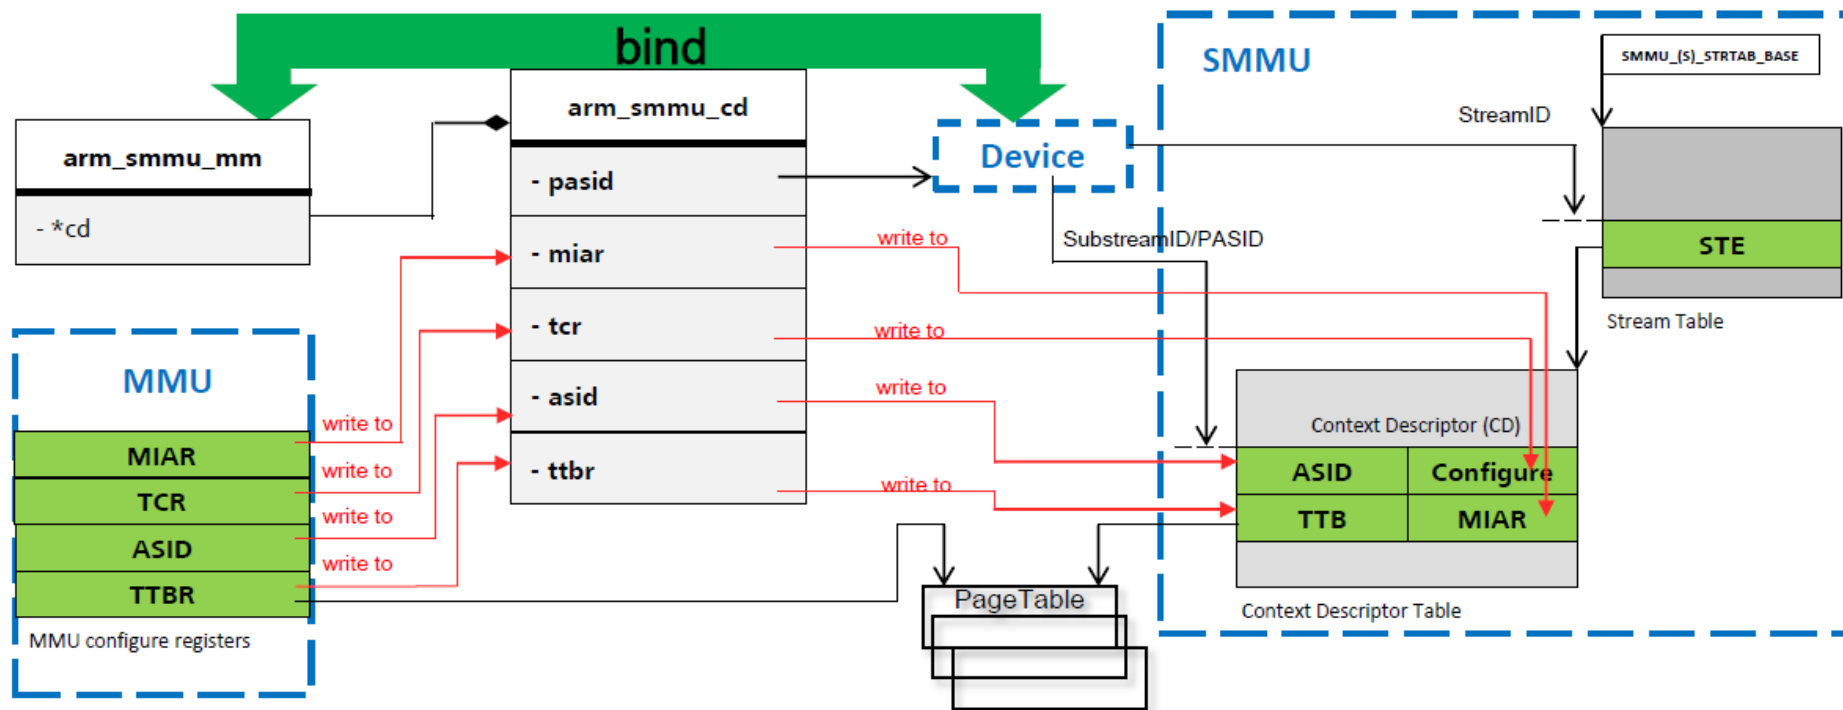 bind
arm_smmu_mm
- *cd
MMU
MIAR
TCR
ASID
TTBR
MMU configure registers
write to
write to
write to
write to
arm_smmu_cd
- pasid
- miar
- tcr
- asid
- ttbr
write to
write to
write to
write to
Device
SubstreamID/PASID
PageTable
SMMU
StreamID
SMMU_(S)_STRTAB_BASE
STE
Stream Table
Context Descriptor (CD)
ASID
Configure
TTB
MIAR
Context Descriptor Table